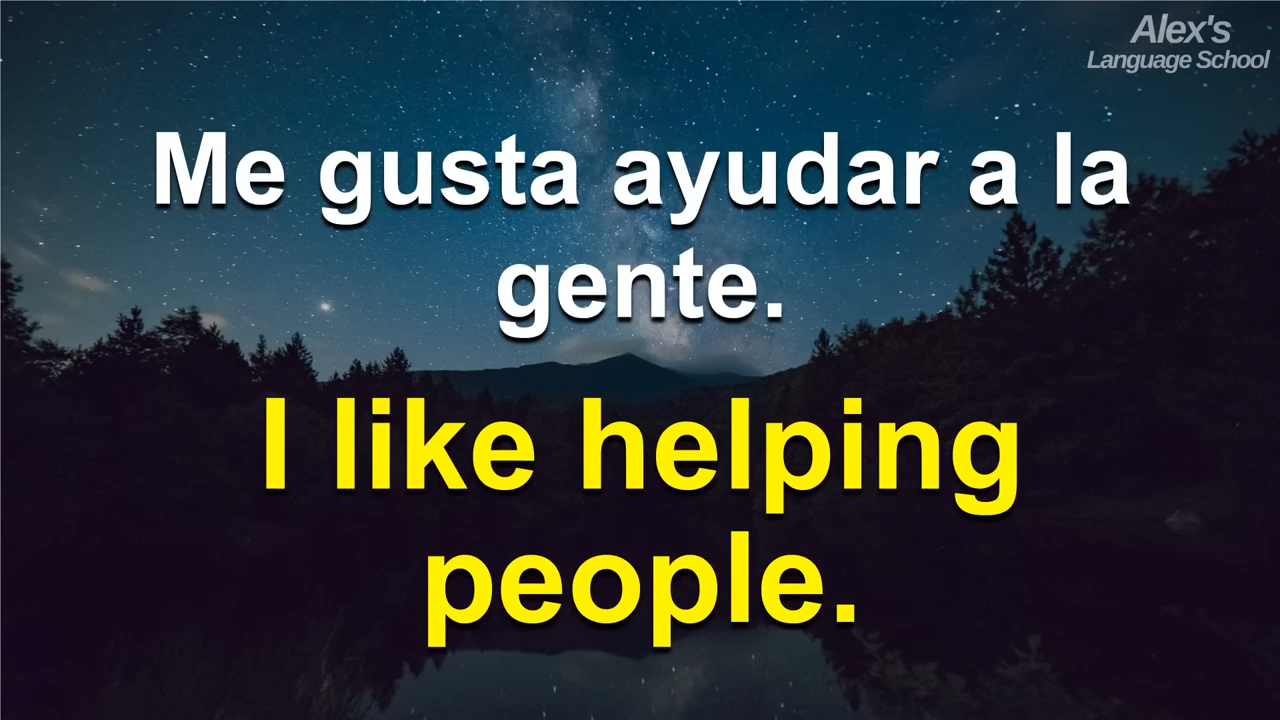 Alex's
Language School
Me gusta ayudar a la
gente.
I like helping
people.